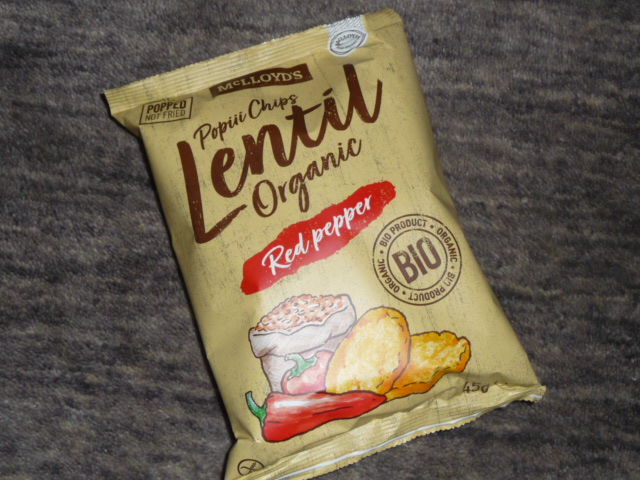 McLLOYD'S
POPPED
NOT FRIED
Popiii Chips
Lentil
Organic
Red pepper
BIO PRODUCT • ORGANIC • BIO PRODUCT • ORGANIC •
BIO
45g